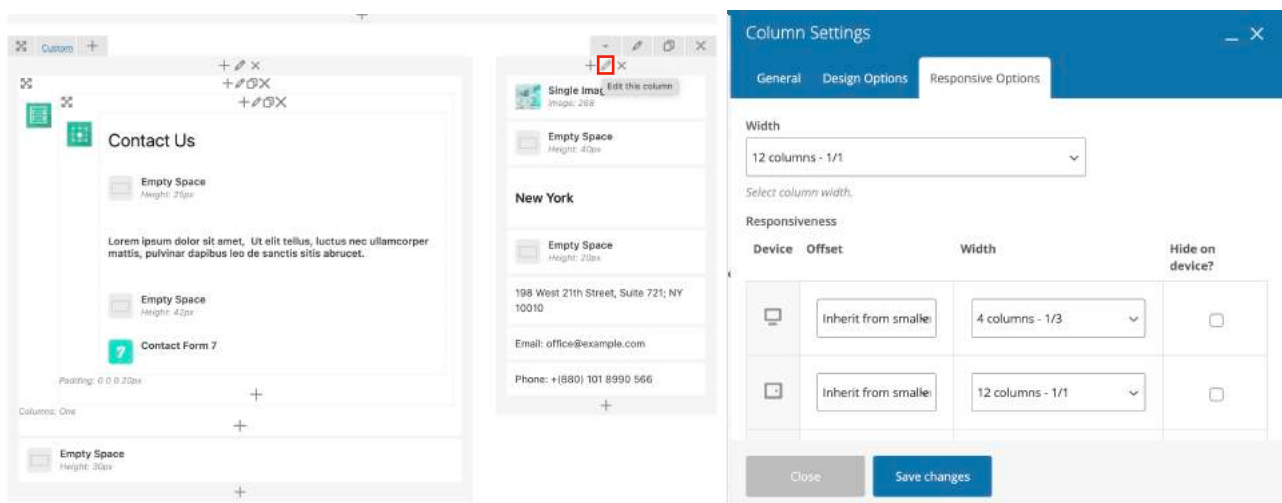 Custom
Edit this column
Single Imag
Image: 268
Empty Space
Height: 40px
Contact Us
Empty Space
Height: 25px
New York
Lorem ipsum dolor sit amet,  Ut elit tellus, luctus nec ullamcorper
mattis, pulvinar dapibus leo de sanctis sitis abrucet.
Empty Space
Height: 20px
Empty Space
Height: 42px
198 West 21th Street, Suite 721; NY
10010
7
Contact Form 7
Email: office@example.com
Padding: 0 0 0 20px
Phone: +(880) 101 8990 566
Columns: One
Empty Space
Height: 30px
Column Settings
General
Design Options
Responsive Options
Width
12 columns - 1/1
Select column width.
Responsiveness
Device
Offset
Width
Hide on
device?
Inherit from smalle
4 columns - 1/3
Inherit from smalle
12 columns - 1/1
Close
Save changes